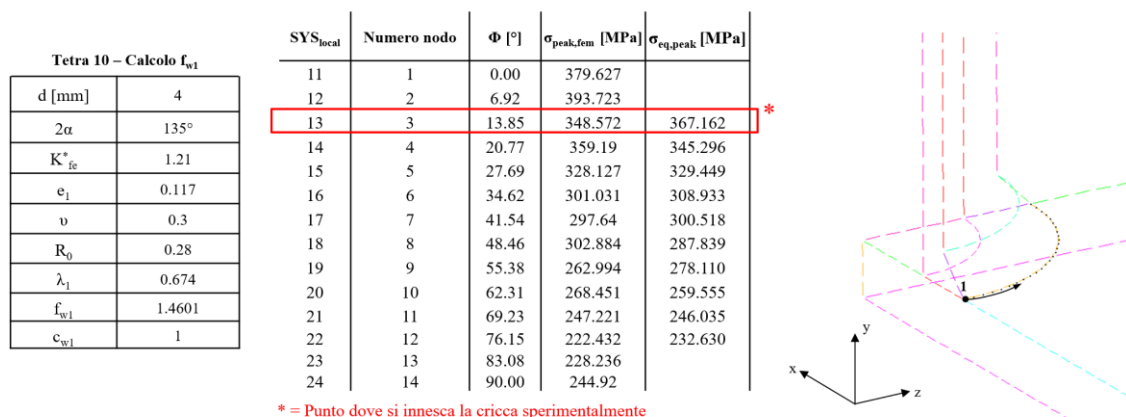 Tetra 10 – Calcolo fw1
d [mm] 4
2α 135°
K*fe 1.21
e1 0.117
υ 0.3
R0 0.28
λ1 0.674
fw1 1.4601
cw1 1
SYSlocal Numero nodo Φ [°] σpeak,fem [MPa] σeq,peak [MPa]
11 1 0.00 379.627
12 2 6.92 393.723
13 3 13.85 348.572 367.162 *
14 4 20.77 359.19 345.296
15 5 27.69 328.127 329.449
16 6 34.62 301.031 308.933
17 7 41.54 297.64 300.518
18 8 48.46 302.884 287.839
19 9 55.38 262.994 278.110
20 10 62.31 268.451 259.555
21 11 69.23 247.221 246.035
22 12 76.15 222.432 232.630
23 13 83.08 228.236
24 14 90.00 244.92
* = Punto dove si innesca la cricca sperimentalmente
1
y
x
z